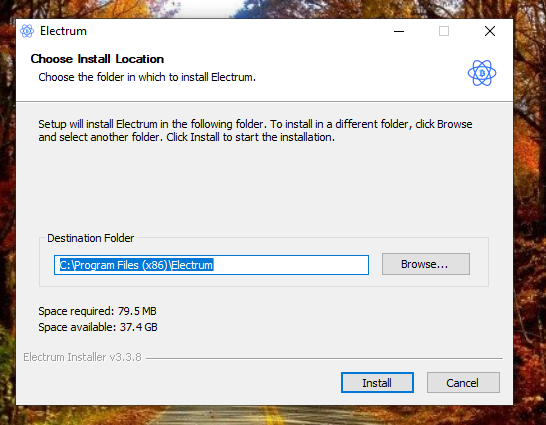 Electrum
Choose Install Location
Choose the folder in which to install Electrum.
Setup will install Electrum in the following folder. To install in a different folder, click Browse
and select another folder. Click Install to start the installation.
Destination Folder
C:\Program Files (x86)\Electrum
Browse...
Space required: 79.5 MB
Space available: 37.4 GB
Electrum Installer v3.3.8
Install
Cancel